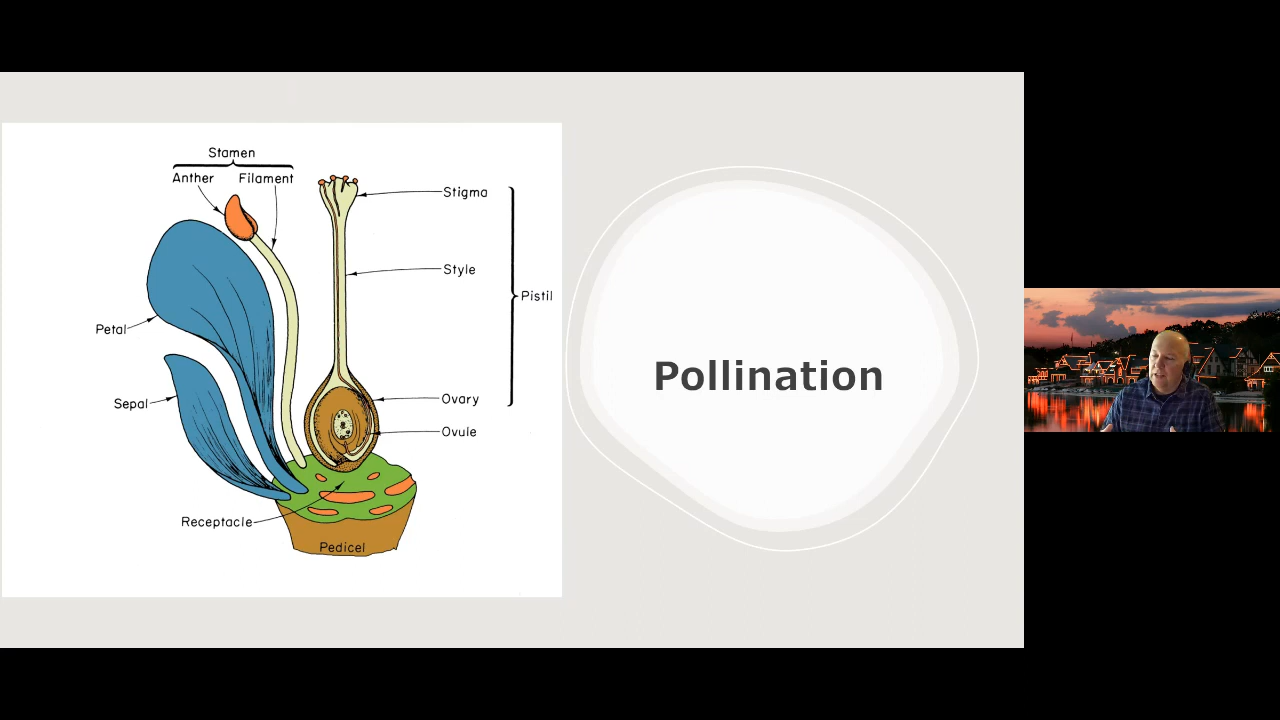 Stamen
Anther Filament
Stigma
Style
Pistil
Petal
Sepal
Ovary
Ovule
Receptacle
Pedicel
Pollination